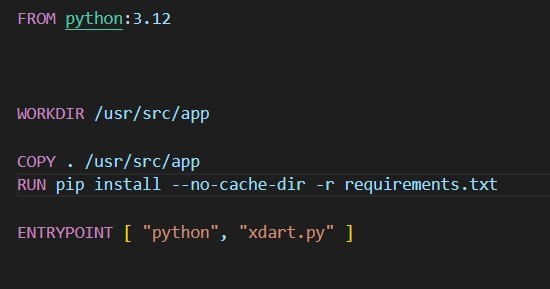 FROM python:3.12
WORKDIR /usr/src/app
COPY . /usr/src/app
RUN pip install --no-cache-dir -r requirements.txt
ENTRYPOINT [ "python", "xdart.py" ]